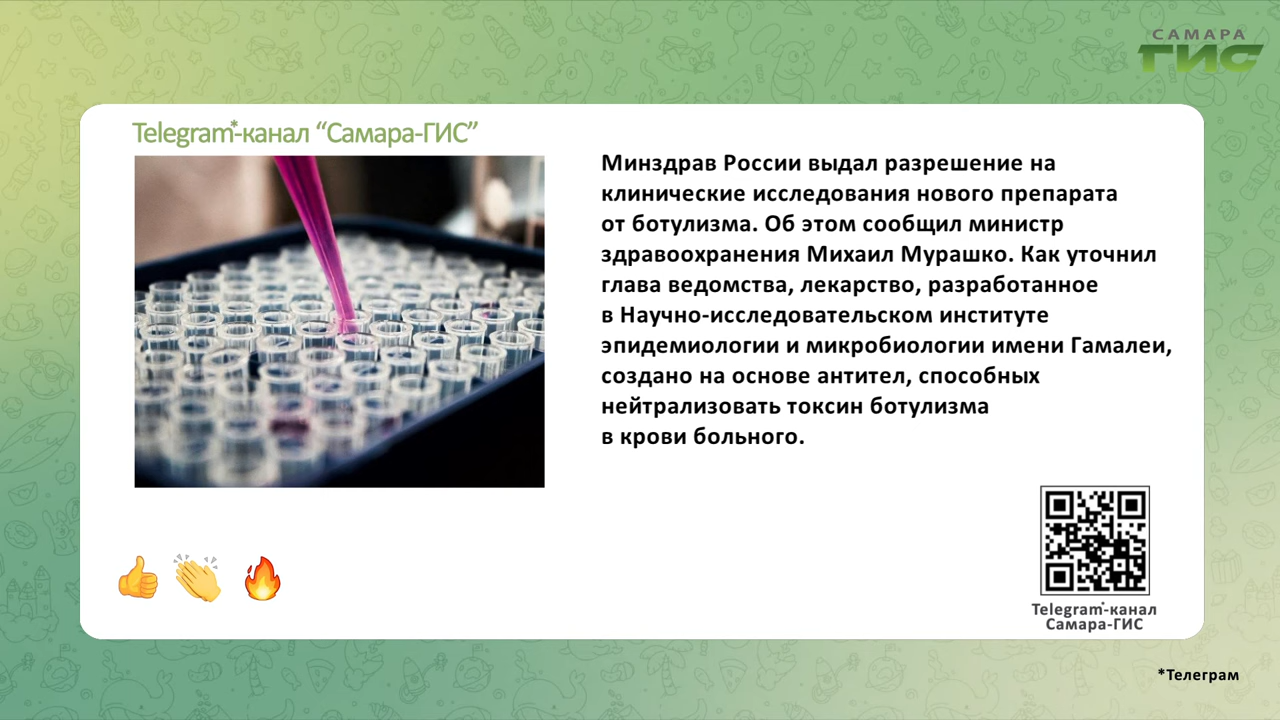 САМАРА
ГИС
Telegram*-канал “Самара-ГИС”
Минздрав России выдал разрешение на
клинические исследования нового препарата
от ботулизма. Об этом сообщил министр
здравоохранения Михаил Мурашко. Как уточнил
глава ведомства, лекарство, разработанное
в Научно-исследовательском институте
эпидемиологии и микробиологии имени Гамалеи,
создано на основе антител, способных
нейтрализовать токсин ботулизма
в крови больного.
Telegram*-канал
Самара-ГИС
*Телеграм